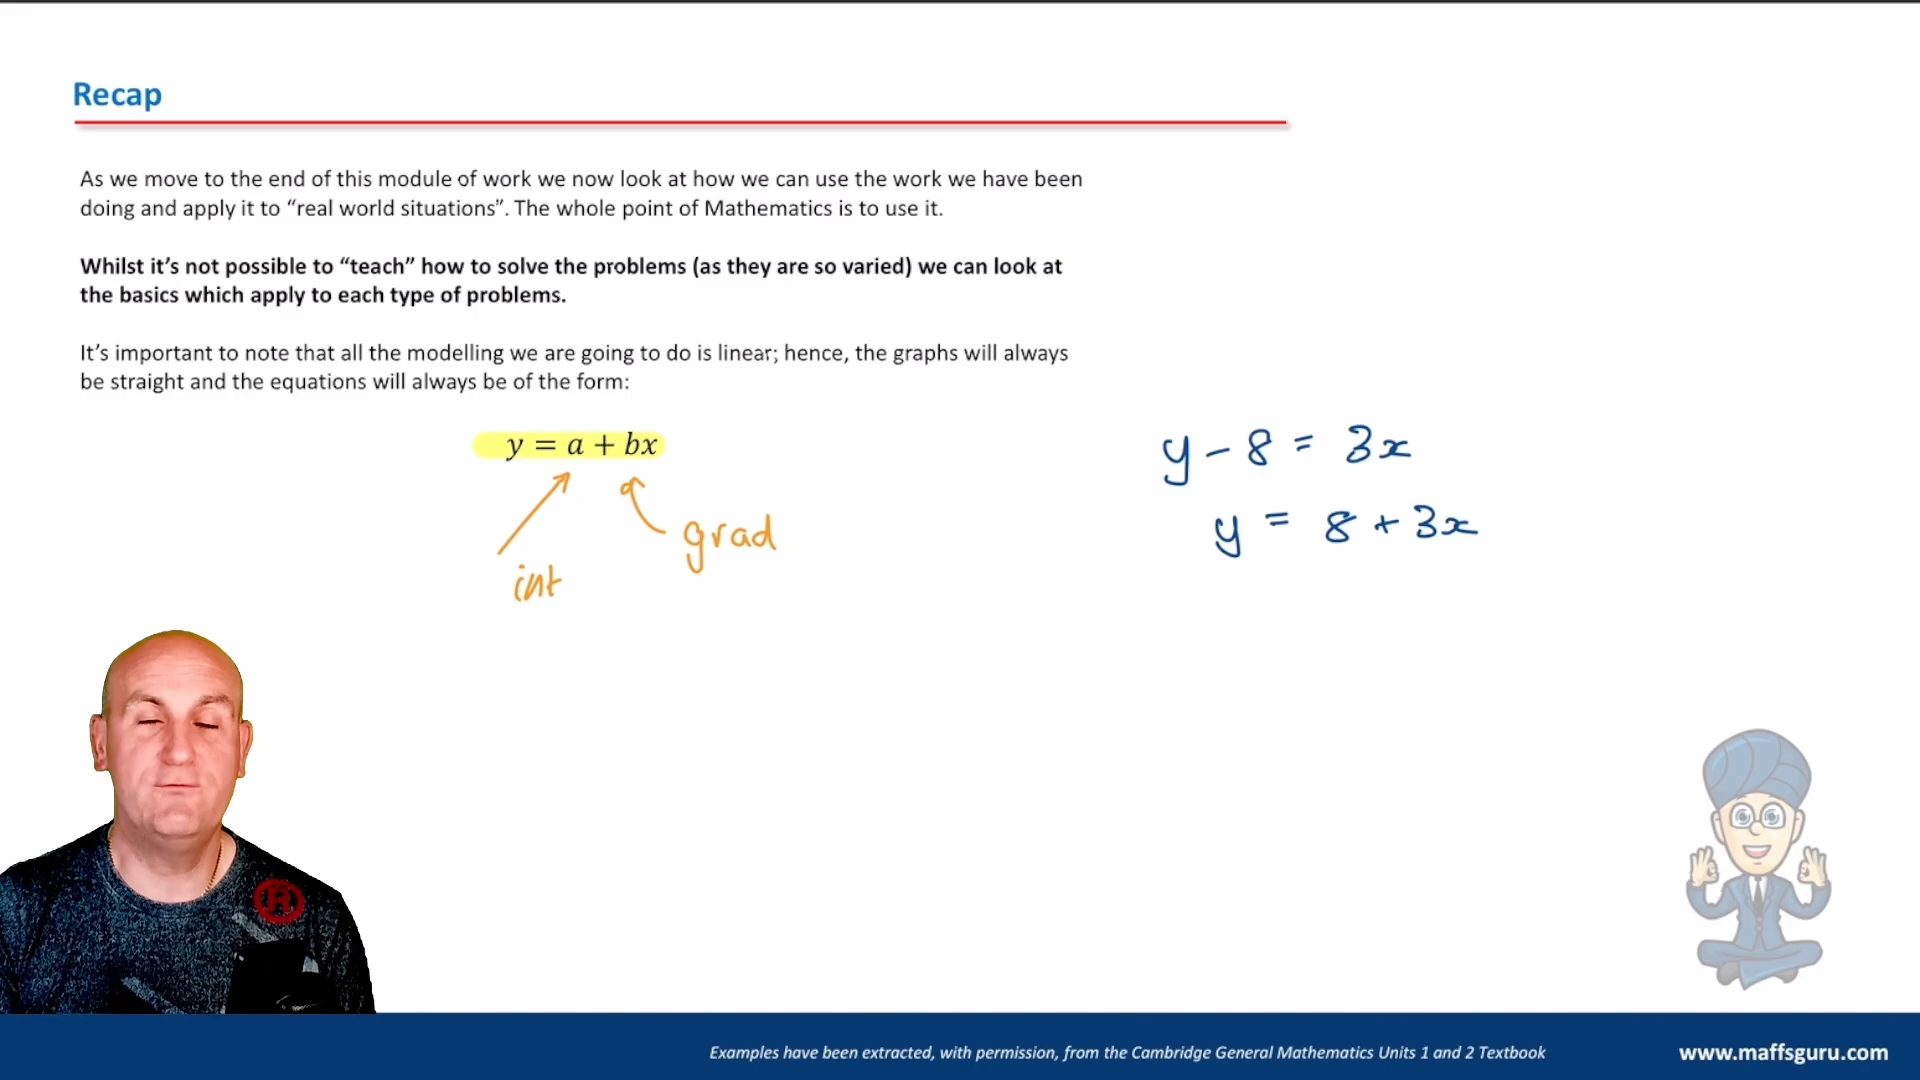 Recap
As we move to the end of this module of work we now look at how we can use the work we have been
doing and apply it to “real world situations”. The whole point of Mathematics is to use it.
Whilst it’s not possible to “teach” how to solve the problems (as they are so varied) we can look at
the basics which apply to each type of problems.
It’s important to note that all the modelling we are going to do is linear; hence, the graphs will always
be straight and the equations will always be of the form:
y = a + bx
int
grad
y - 8 = 3x
y = 8 + 3x
Examples have been extracted, with permission, from the Cambridge General Mathematics Units 1 and 2 Textbook
www.maffsguru.com